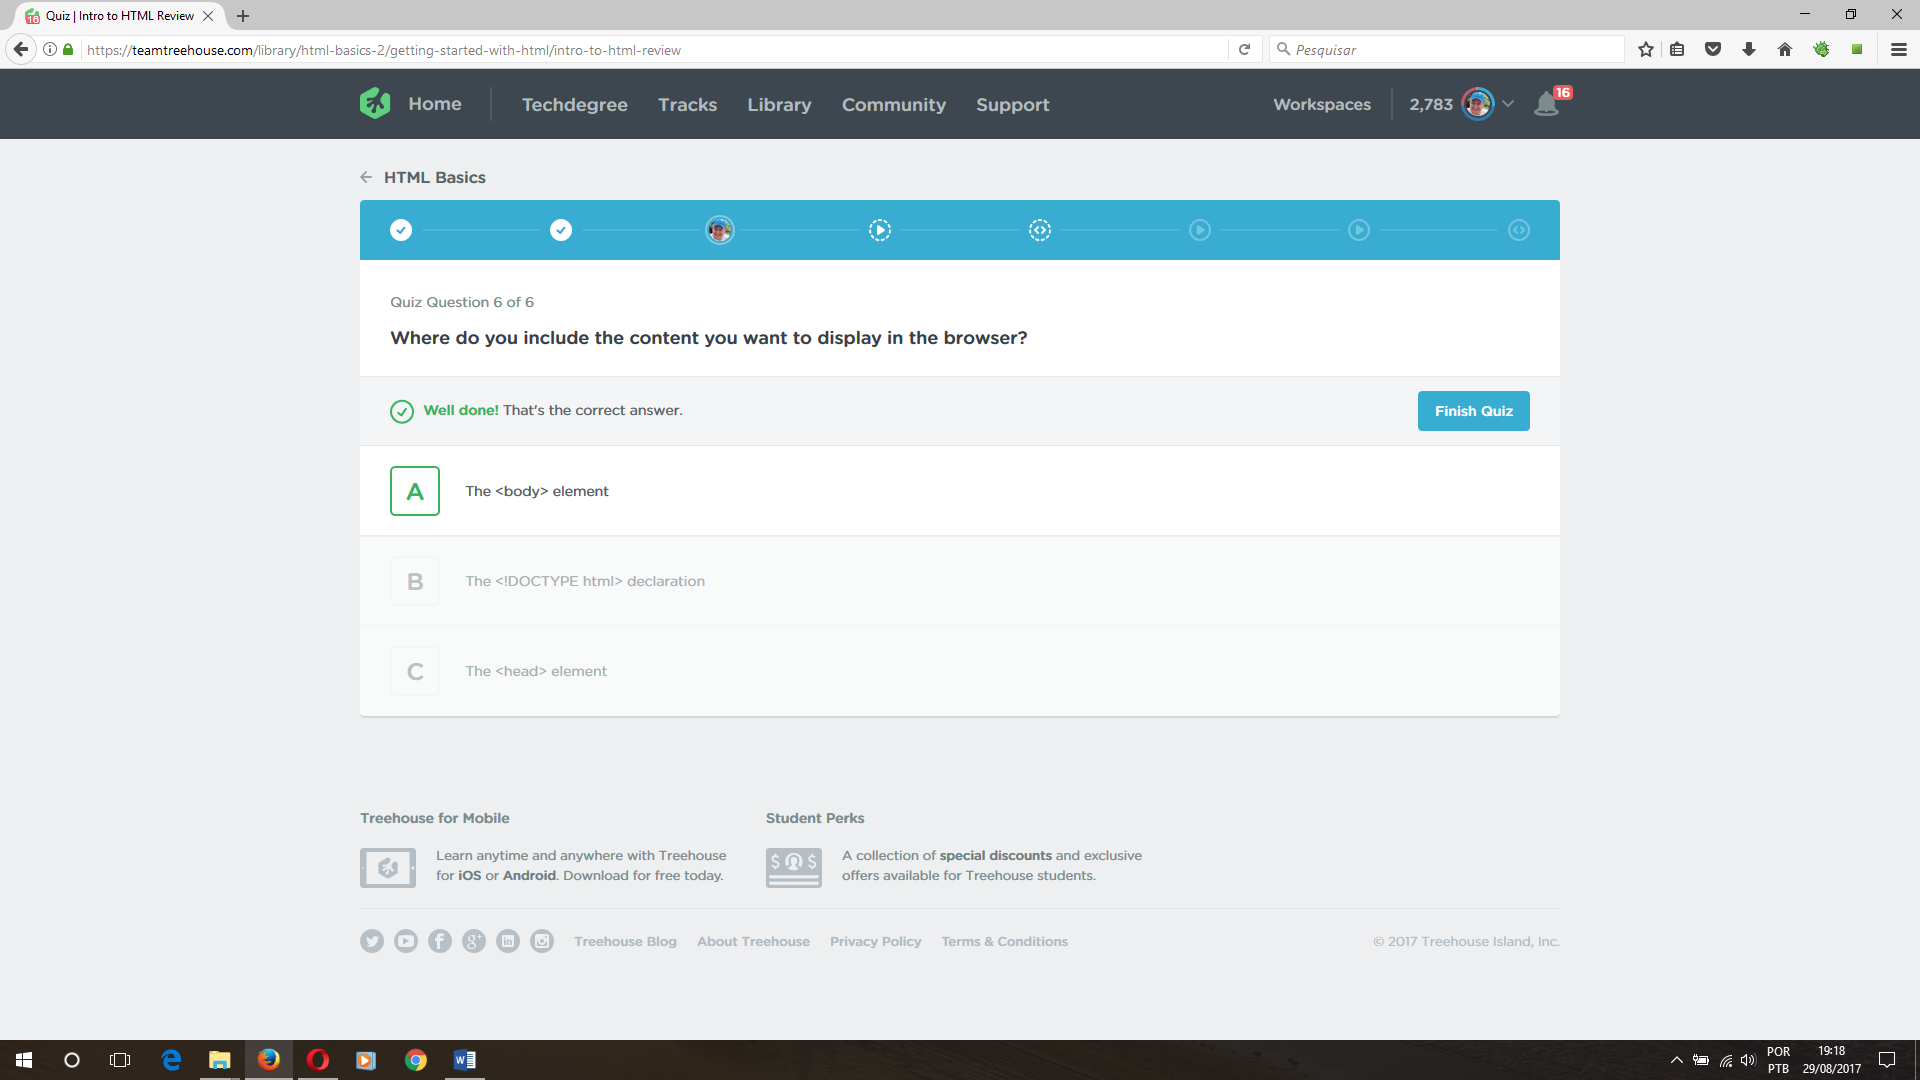 Quiz | Intro to HTML Review
https://teamtreehouse.com/library/html-basics-2/getting-started-with-html/intro-to-html-review
Pesquisar
Home
Techdegree
Tracks
Library
Community
Support
Workspaces
2,783
16
HTML Basics
Quiz Question 6 of 6
Where do you include the content you want to display in the browser?
Well done! That's the correct answer.
Finish Quiz
A
The <body> element
B
The <!DOCTYPE html> declaration
C
The <head> element
Treehouse for Mobile
Learn anytime and anywhere with Treehouse
for iOS or Android. Download for free today.
Student Perks
A collection of special discounts and exclusive
offers available for Treehouse students.
Treehouse Blog
About Treehouse
Privacy Policy
Terms & Conditions
© 2017 Treehouse Island, Inc.
POR
PTB
19:18
29/08/2017